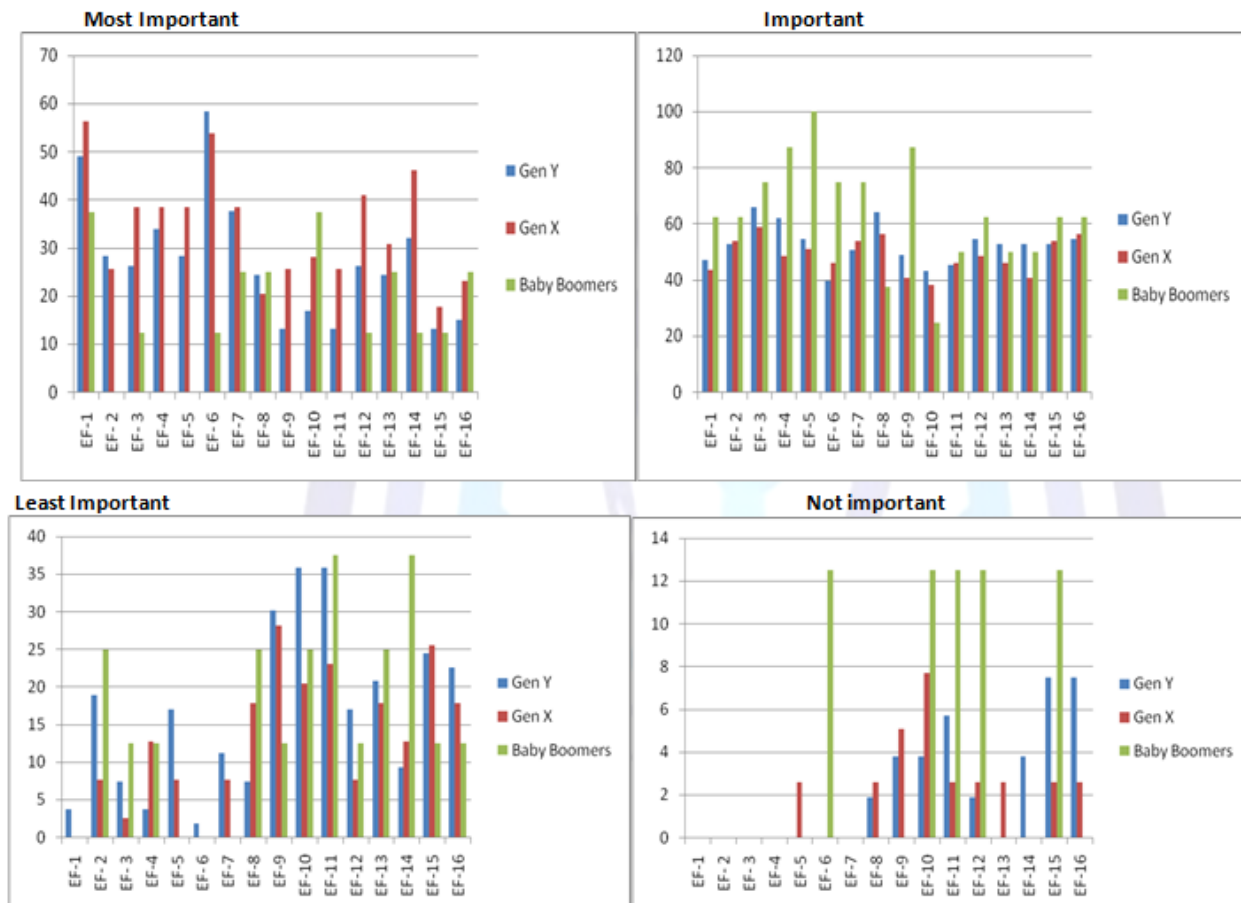 Most Important
70
60
50
40
30
20
10
0
EF-1
EF- 2
EF- 3
EF-4
EF-5
EF- 6
EF-7
EF-8
EF-9
EF-10
EF-11
EF-12
EF-13
EF-14
EF-15
EF-16
Gen Y
Gen X
Baby Boomers
Important
120
100
80
60
40
20
0
EF-1
EF- 2
EF- 3
EF-4
EF-5
EF- 6
EF-7
EF-8
EF-9
EF-10
EF-11
EF-12
EF-13
EF-14
EF-15
EF-16
Gen Y
Gen X
Baby Boomers
Least Important
40
35
30
25
20
15
10
5
0
EF-1
EF- 2
EF- 3
EF-4
EF-5
EF- 6
EF-7
EF-8
EF-9
EF-10
EF-11
EF-12
EF-13
EF-14
EF-15
EF-16
Gen Y
Gen X
Baby Boomers
Not important
14
12
10
8
6
4
2
0
EF-1
EF- 2
EF- 3
EF-4
EF-5
EF- 6
EF-7
EF-8
EF-9
EF-10
EF-11
EF-12
EF-13
EF-14
EF-15
EF-16
Gen Y
Gen X
Baby Boomers